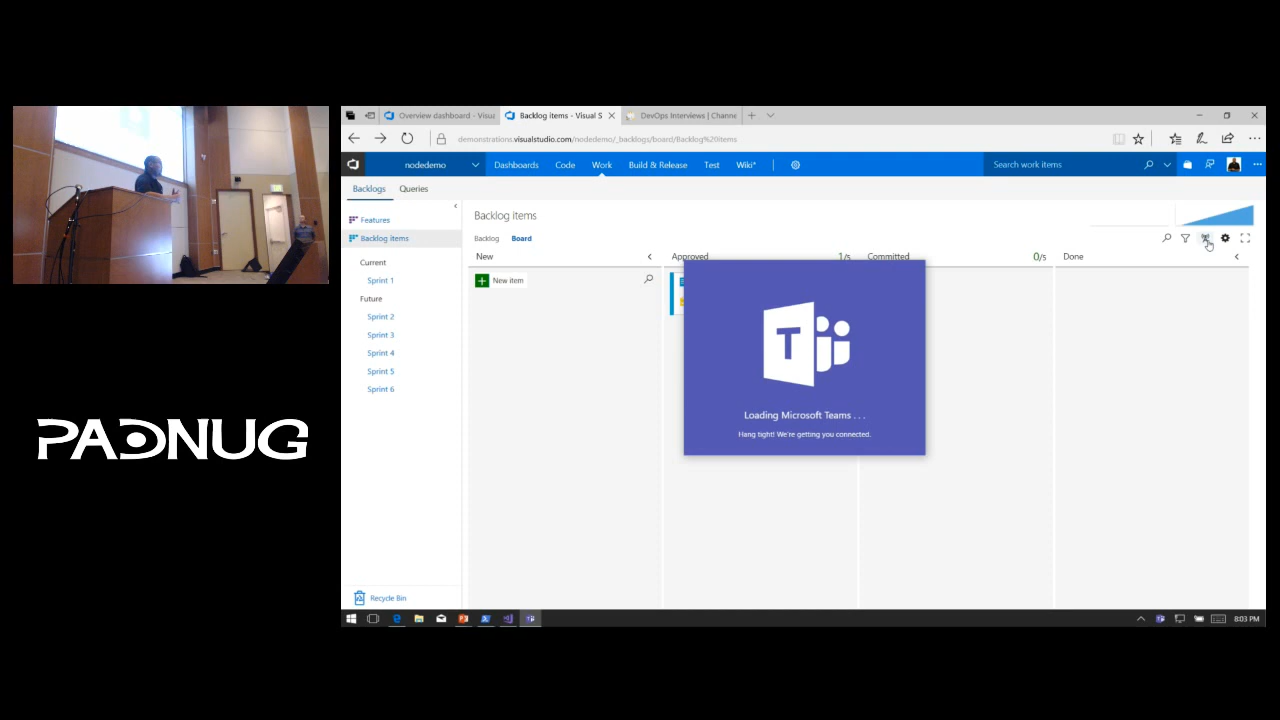 Overview dashboard - Visua
Backlog items - Visual S
DevOps Interviews | Channe
demonstrations.visualstudio.com/nodedemo/_backlogs/board/Backlog%20items
nodedemo
Dashboards
Code
Work
Build & Release
Test
Wiki*
Search work items
Backlogs
Queries
Features
Backlog items
Current
Sprint 1
Future
Sprint 2
Sprint 3
Sprint 4
Sprint 5
Sprint 6
Recycle Bin
Backlog items
Backlog
Board
New
Approved
1/5
Committed
0/5
Done
New item
T
Loading Microsoft Teams . . .
Hang tight! We're getting you connected.
8:03 PM
PADNUG